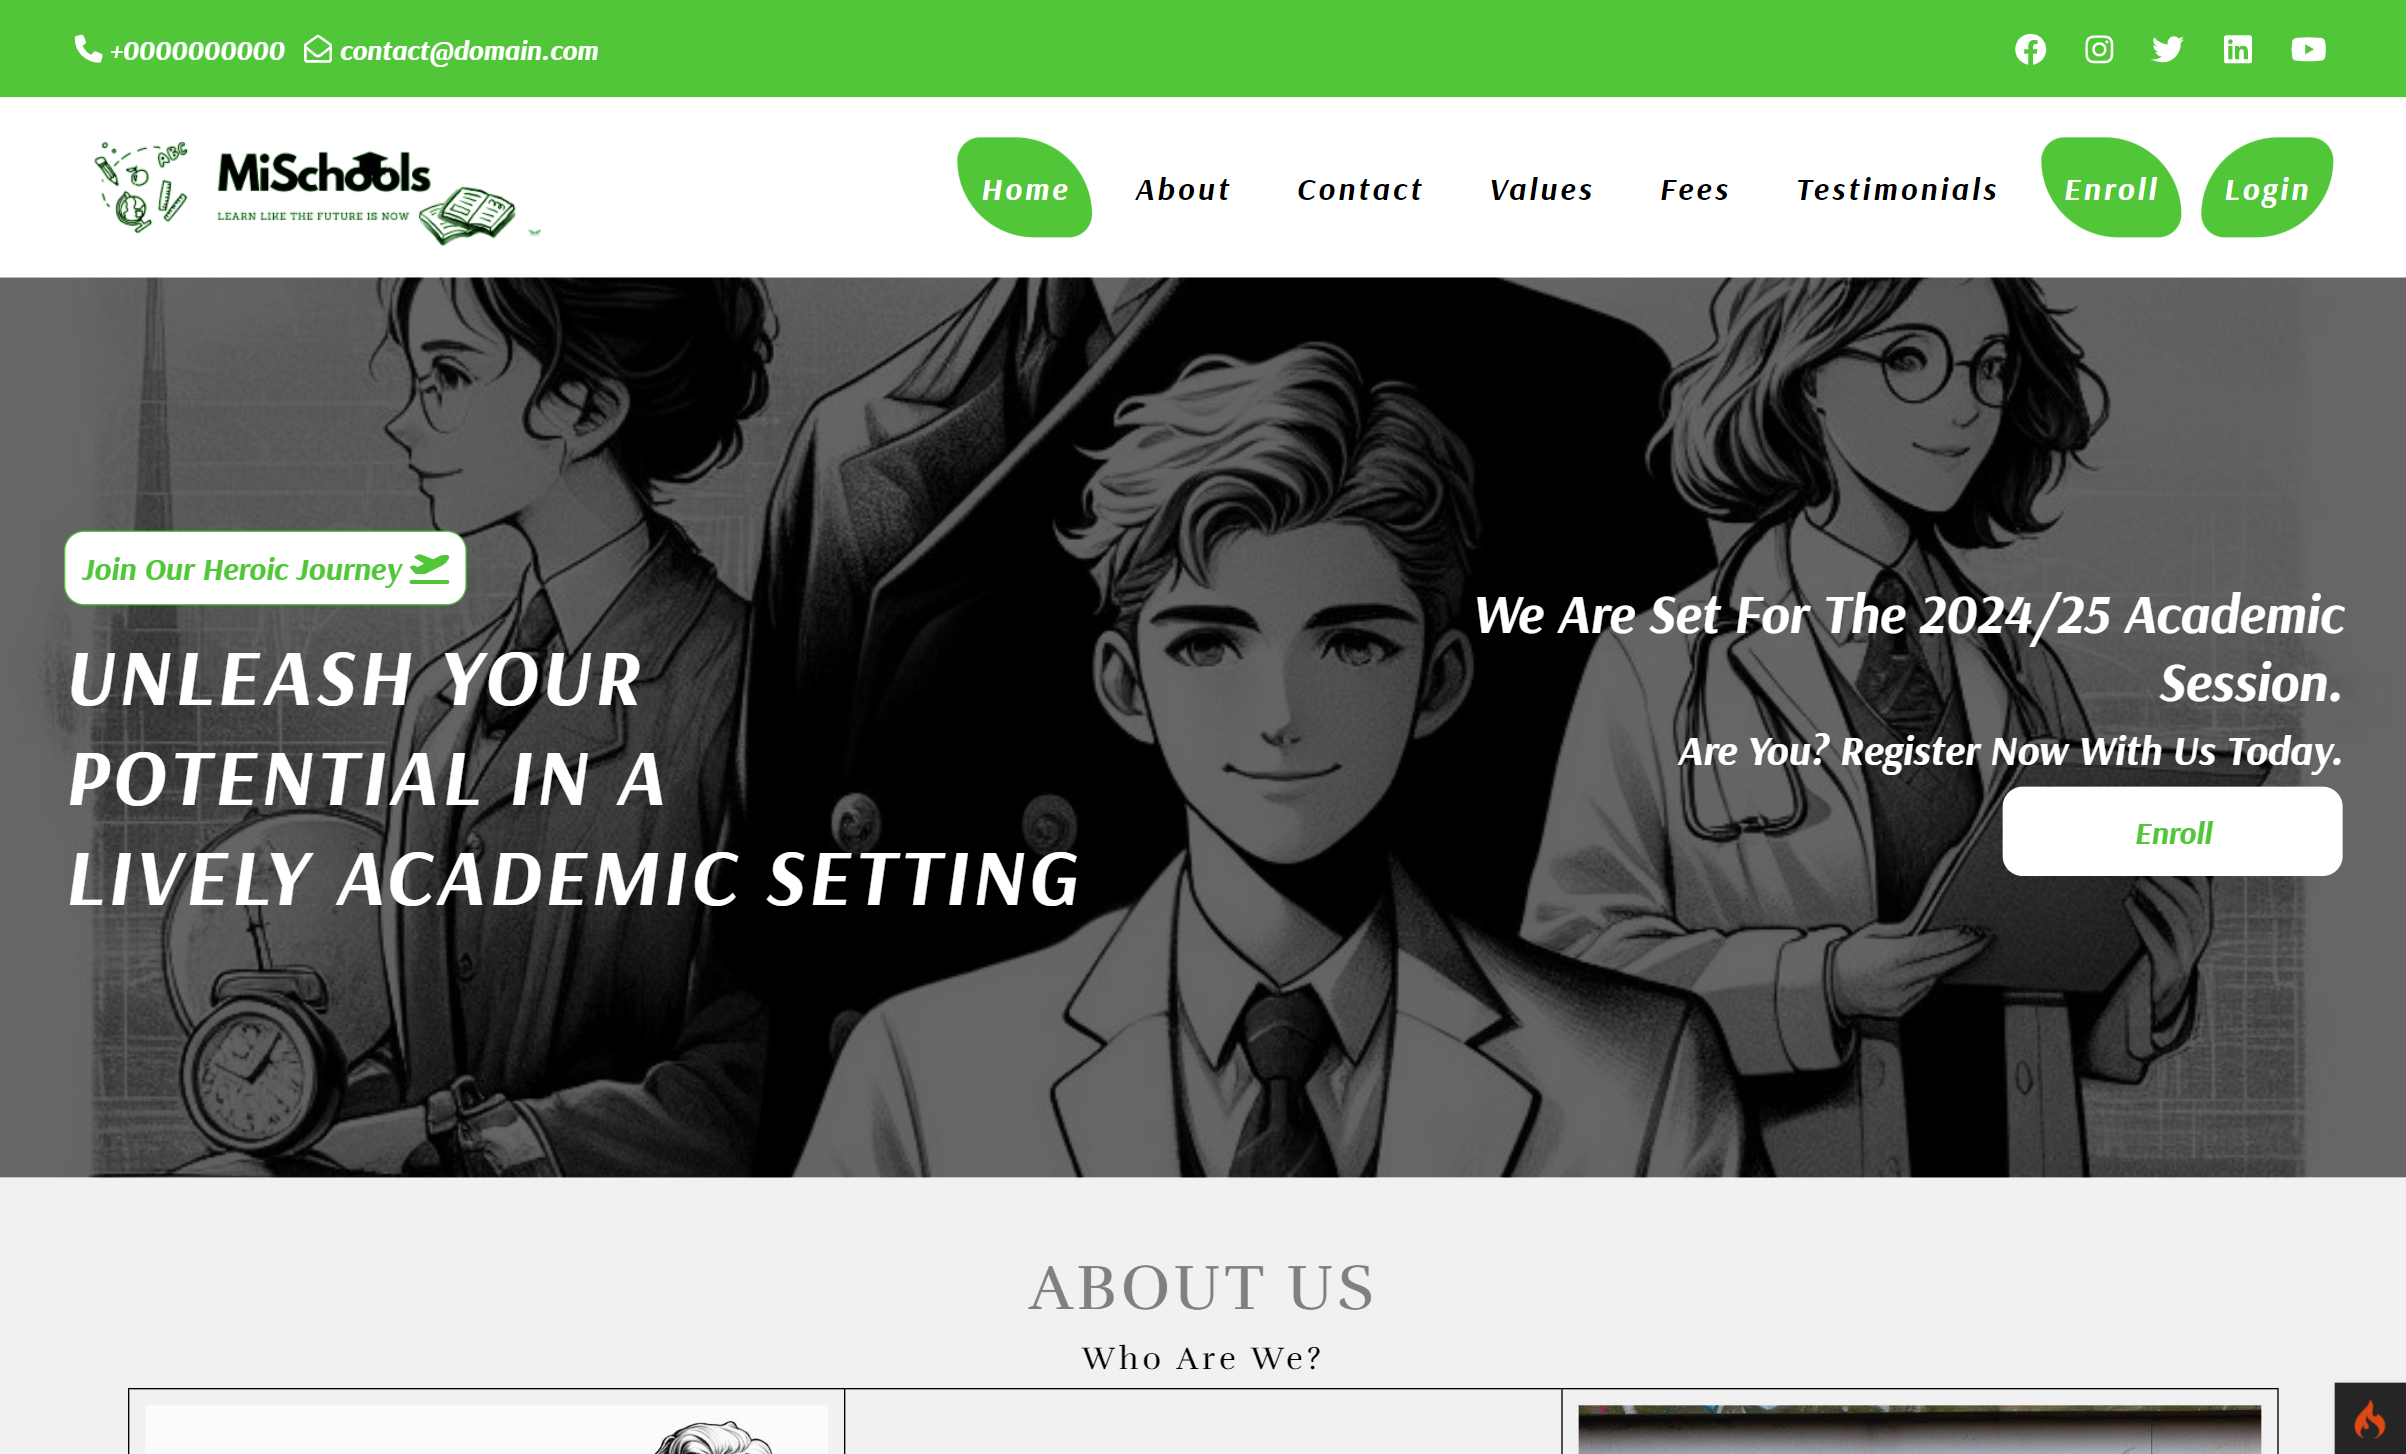 +0000000000 contact@domain.com
ABC
MiSchools
LEARN LIKE THE FUTURE IS NOW
Home About Contact Values Fees Testimonials Enroll Login
Join Our Heroic Journey
UNLEASH YOUR
POTENTIAL IN A
LIVELY ACADEMIC SETTING
We Are Set For The 2024/25 Academic
Session.
Are You? Register Now With Us Today.
Enroll
ABOUT US
Who Are We?